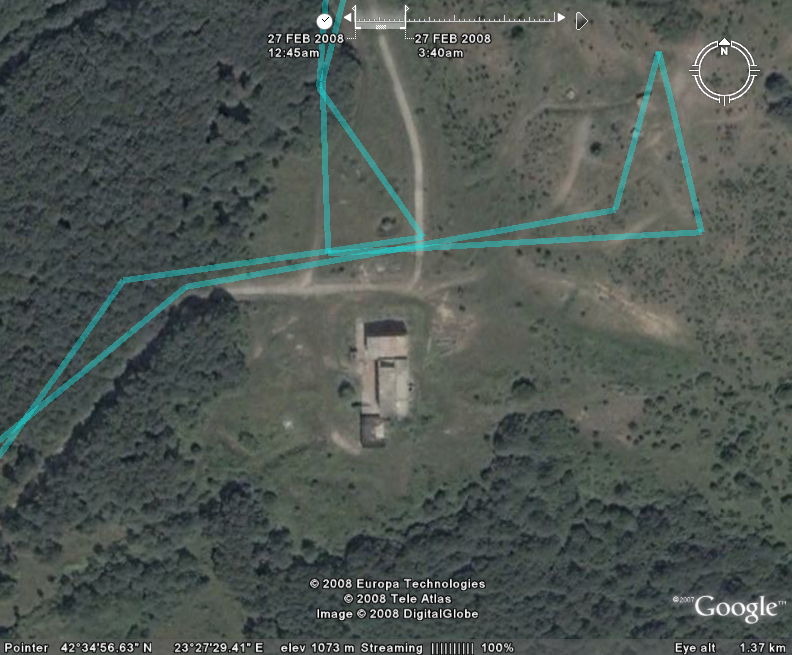 27 FEB 2008
12:45am
27 FEB 2008
3:40am
N
© 2008 Europa Technologies
© 2008 Tele Atlas
Image © 2008 DigitalGlobe
©2007 Google™
Pointer 42°34'56.63" N 23°27'29.41" E elev 1073 m Streaming |||||||||| 100% Eye alt 1.37 km